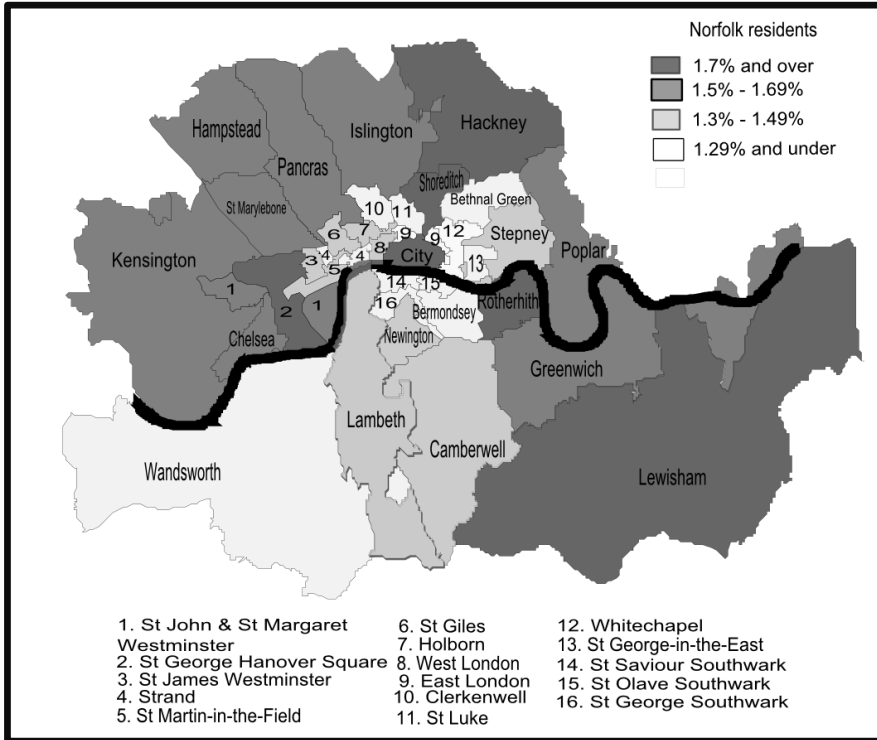 Norfolk residents
1.7% and over
1.5% - 1.69%
1.3% - 1.49%
1.29% and under
Hampstead
Islington
Hackney
Pancras
Shoreditch
St Marylebone
Bethnal Green
10
11
12
6
7
9
9
Stepney
Kensington
3
4
4
8
City
13
Poplar
5
1
2
1
14
15
Rotherhith
16
Bermondsey
Chelsea
Newington
Greenwich
Lambeth
Camberwell
Wandsworth
Lewisham
1. St John & St Margaret
Westminster
2. St George Hanover Square
3. St James Westminster
4. Strand
5. St Martin-in-the-Field
6. St Giles
7. Holborn
8. West London
9. East London
10. Clerkenwell
11. St Luke
12. Whitechapel
13. St George-in-the-East
14. St Saviour Southwark
15. St Olave Southwark
16. St George Southwark